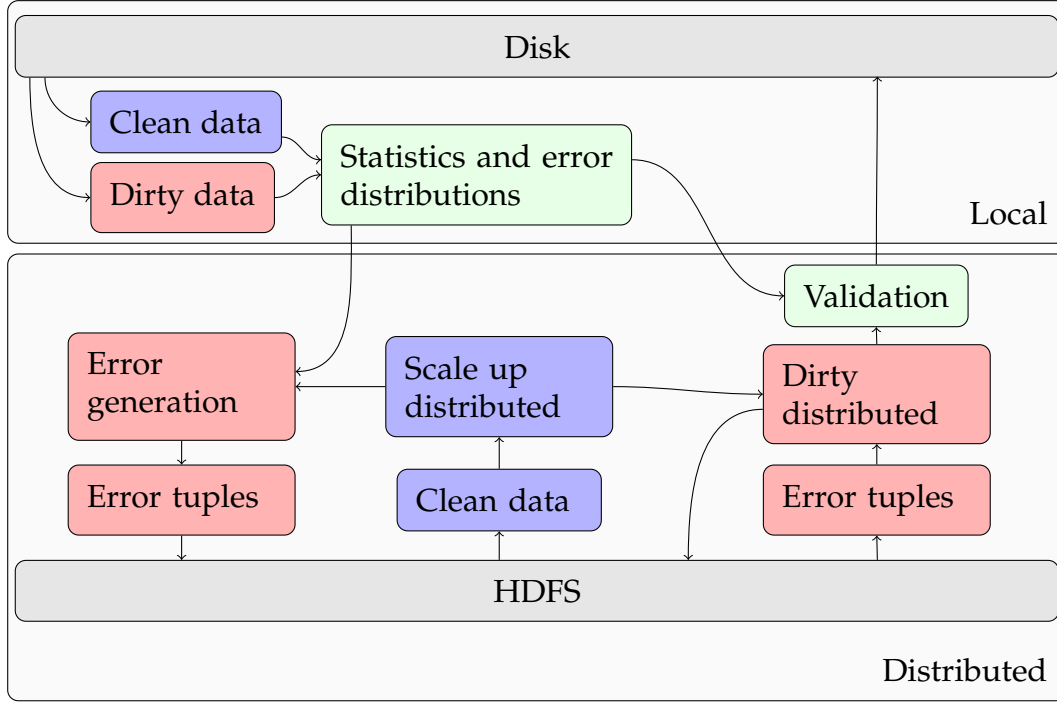 Disk
Clean data
Dirty data
Statistics and error
distributions
Local
Validation
Error
generation
Scale up
distributed
Dirty
distributed
Error tuples
Clean data
Error tuples
HDFS
Distributed